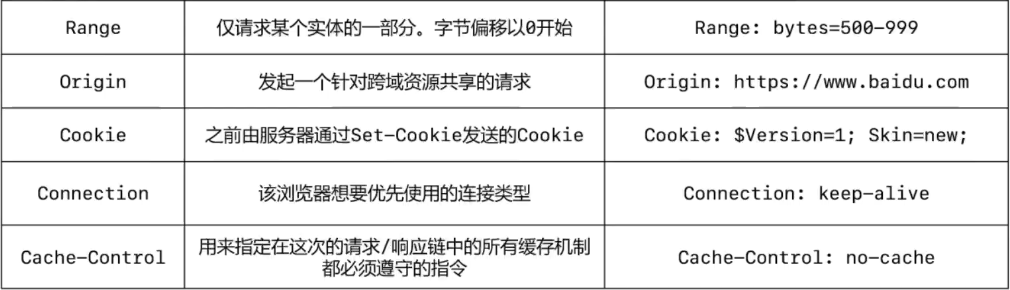 Range 仅请求某个实体的一部分。字节偏移以0开始 Range: bytes=500-999
Origin 发起一个针对跨域资源共享的请求 Origin: https://www.baidu.com
Cookie 之前由服务器通过Set-Cookie发送的Cookie Cookie: $Version=1; Skin=new;
Connection 该浏览器想要优先使用的连接类型 Connection: keep-alive
Cache-Control 用来指定在这次的请求/响应链中的所有缓存机制
都必须遵守的指令 Cache-Control: no-cache